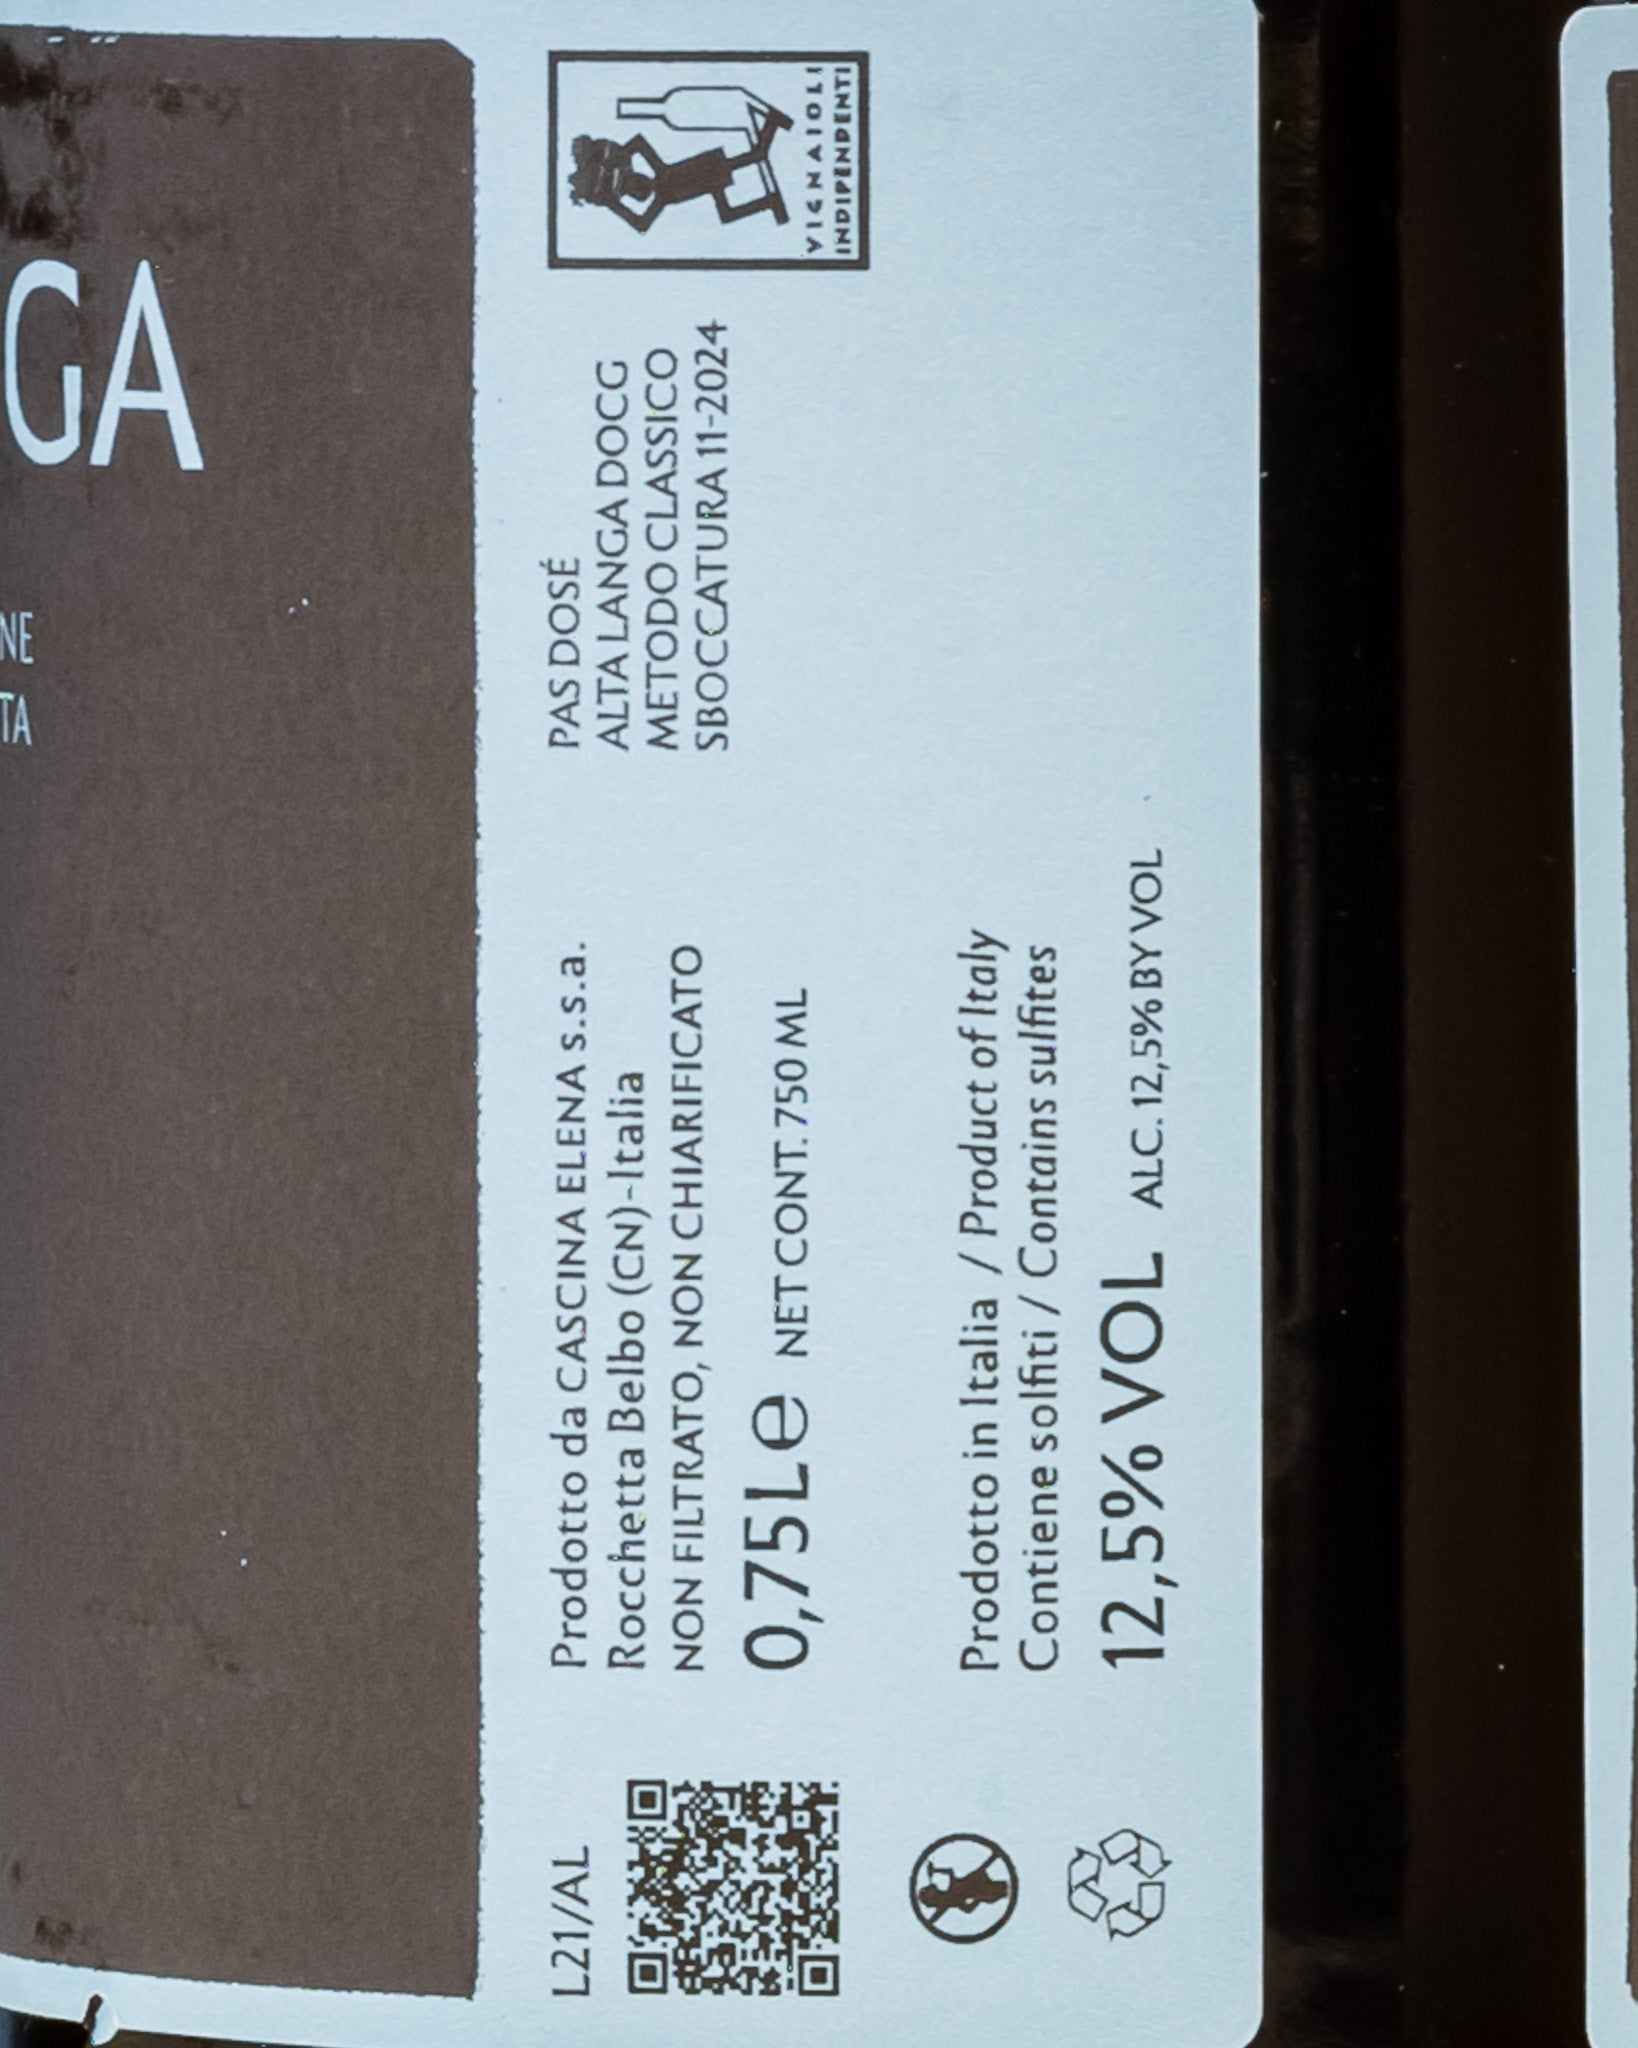 GA
NE
TA
L21/AL
Prodotto da CASCINA ELENA s.s.a.
Rocchetta Belbo (CN)-Italia
NON FILTRATO, NON CHIARIFICATO
0,75L e NET CONT. 750 ML
Prodotto in Italia / Product of Italy
Contiene solfiti / Contains sulfites
12,5% VOL ALC. 12,5% BY VOL
PAS DOSÉ
ALTA LANGA DOCG
METODO CLASSICO
SBOCCATURA 11-2024
VIGNAIOLI
INDIPENDENTI